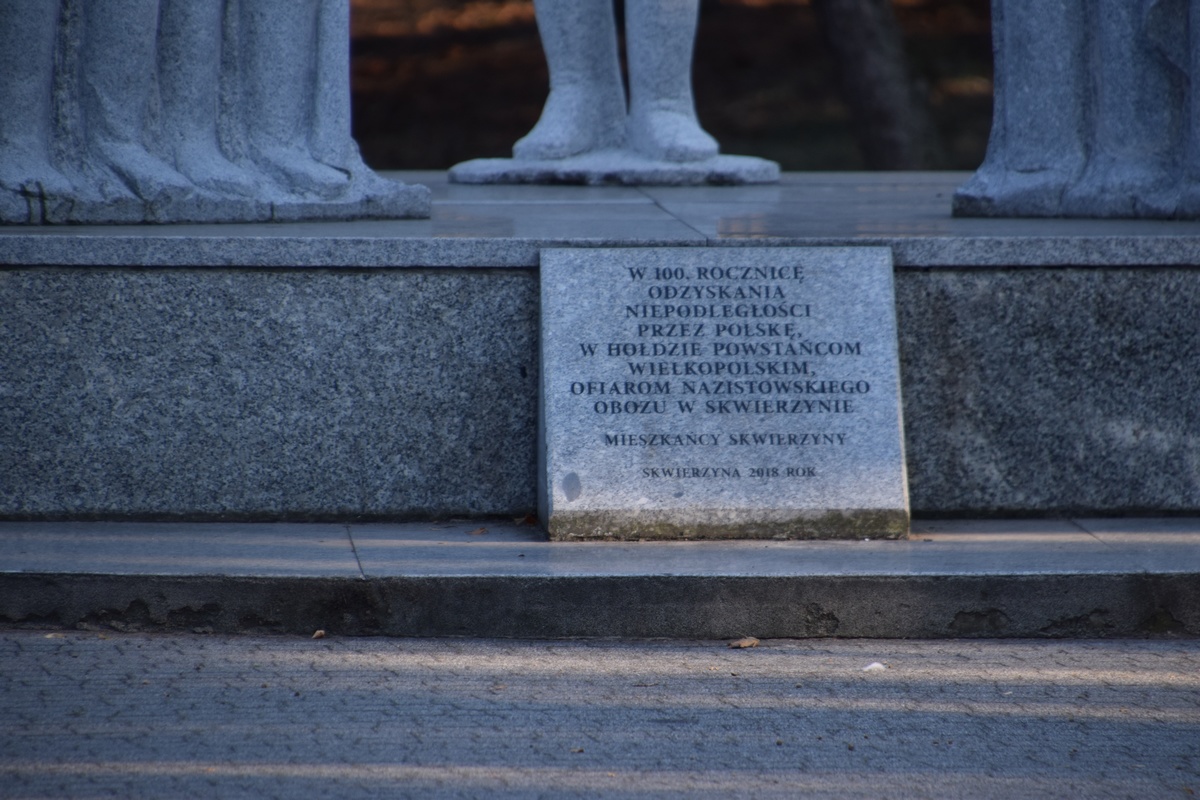 W 100. ROCZNICĘ
ODZYSKANIA
NIEPODLEGŁOŚCI
PRZEZ POLSKĘ,
W HOŁDZIE POWSTAŃCOM
WIELKOPOLSKIM,
OFIAROM NAZISTOWSKIEGO
OBOZU W SKWIERZYNIE
MIESZKAŃCY SKWIERZYNY
SKWIERZYNA 2018 ROK